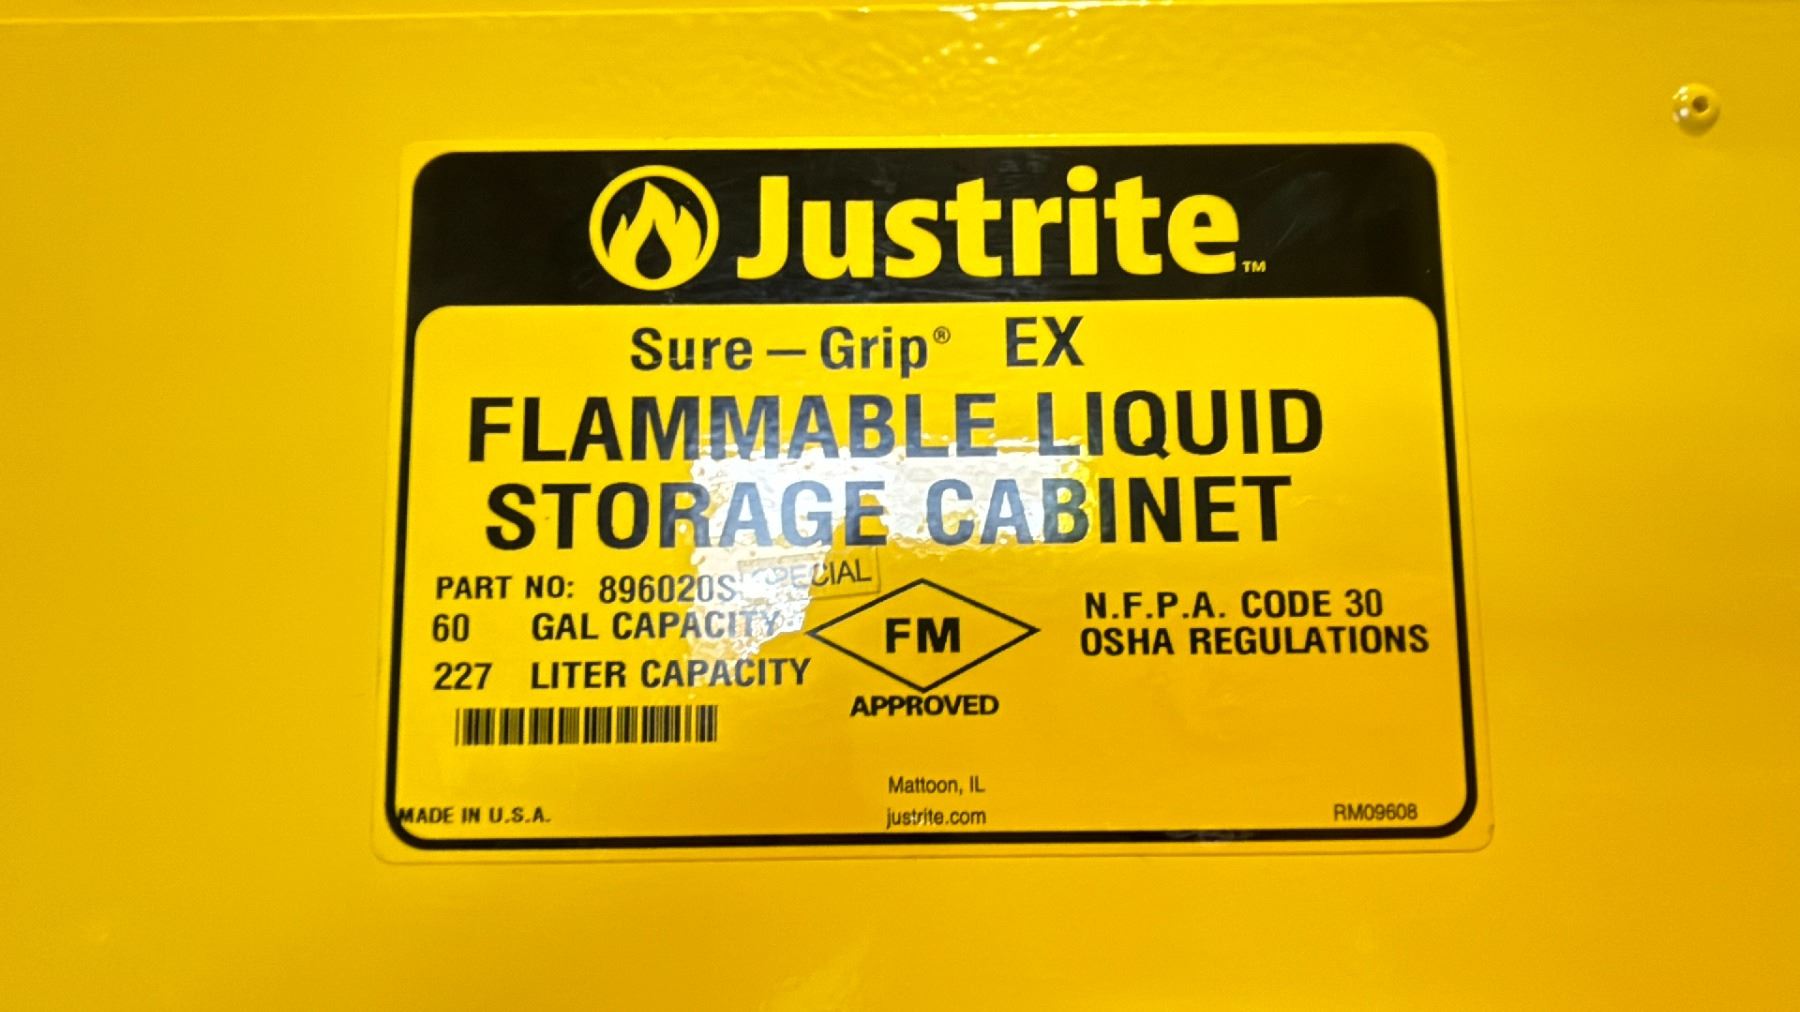 Justrite™
Sure – Grip® EX
FLAMMABLE LIQUID
STORAGE CABINET
PART NO: 896020S SPECIAL
60 GAL CAPACITY
227 LITER CAPACITY
FM
APPROVED
N.F.P.A. CODE 30
OSHA REGULATIONS
Mattoon, IL
MADE IN U.S.A.
justrite.com
RM09608